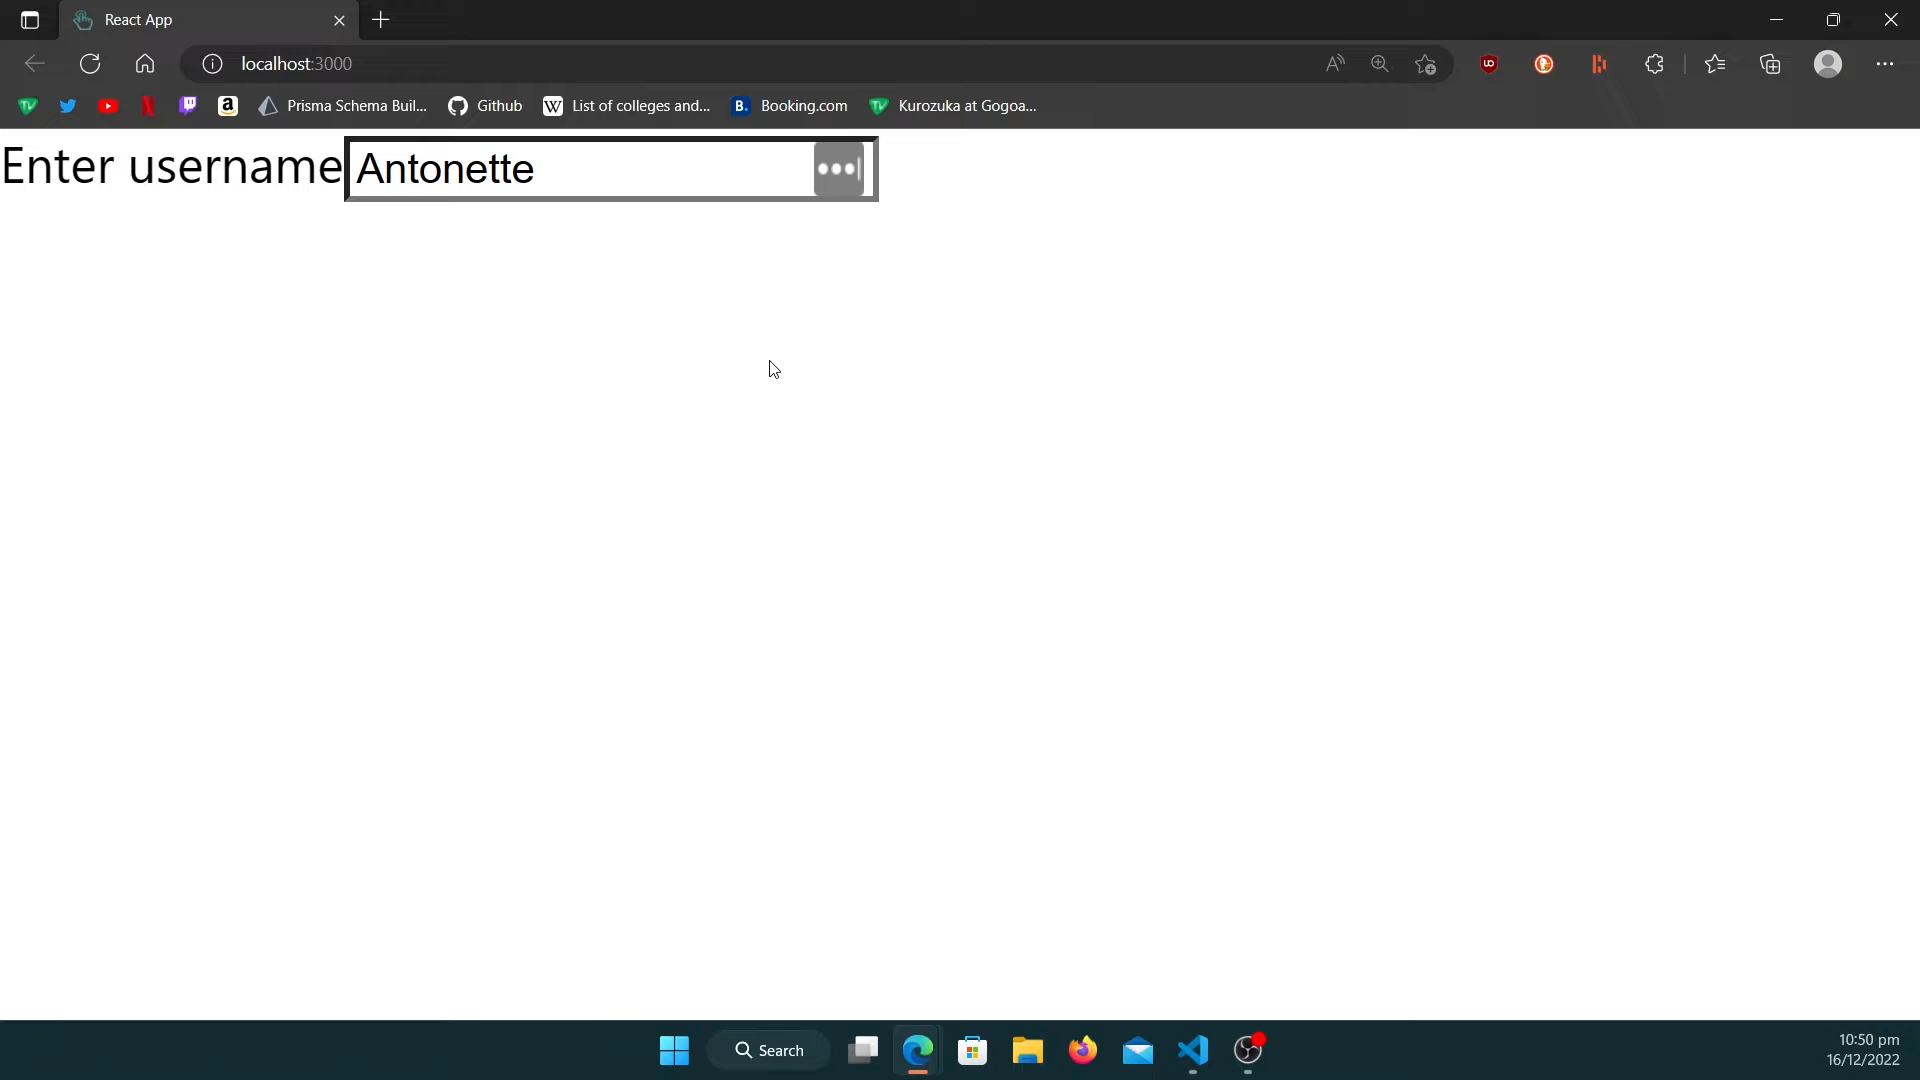 React App
localhost:3000
Prisma Schema Buil...
Github
List of colleges and...
Booking.com
Kurozuka at Gogoa...
Enter username
Antonette
Search
10:50 pm
16/12/2022